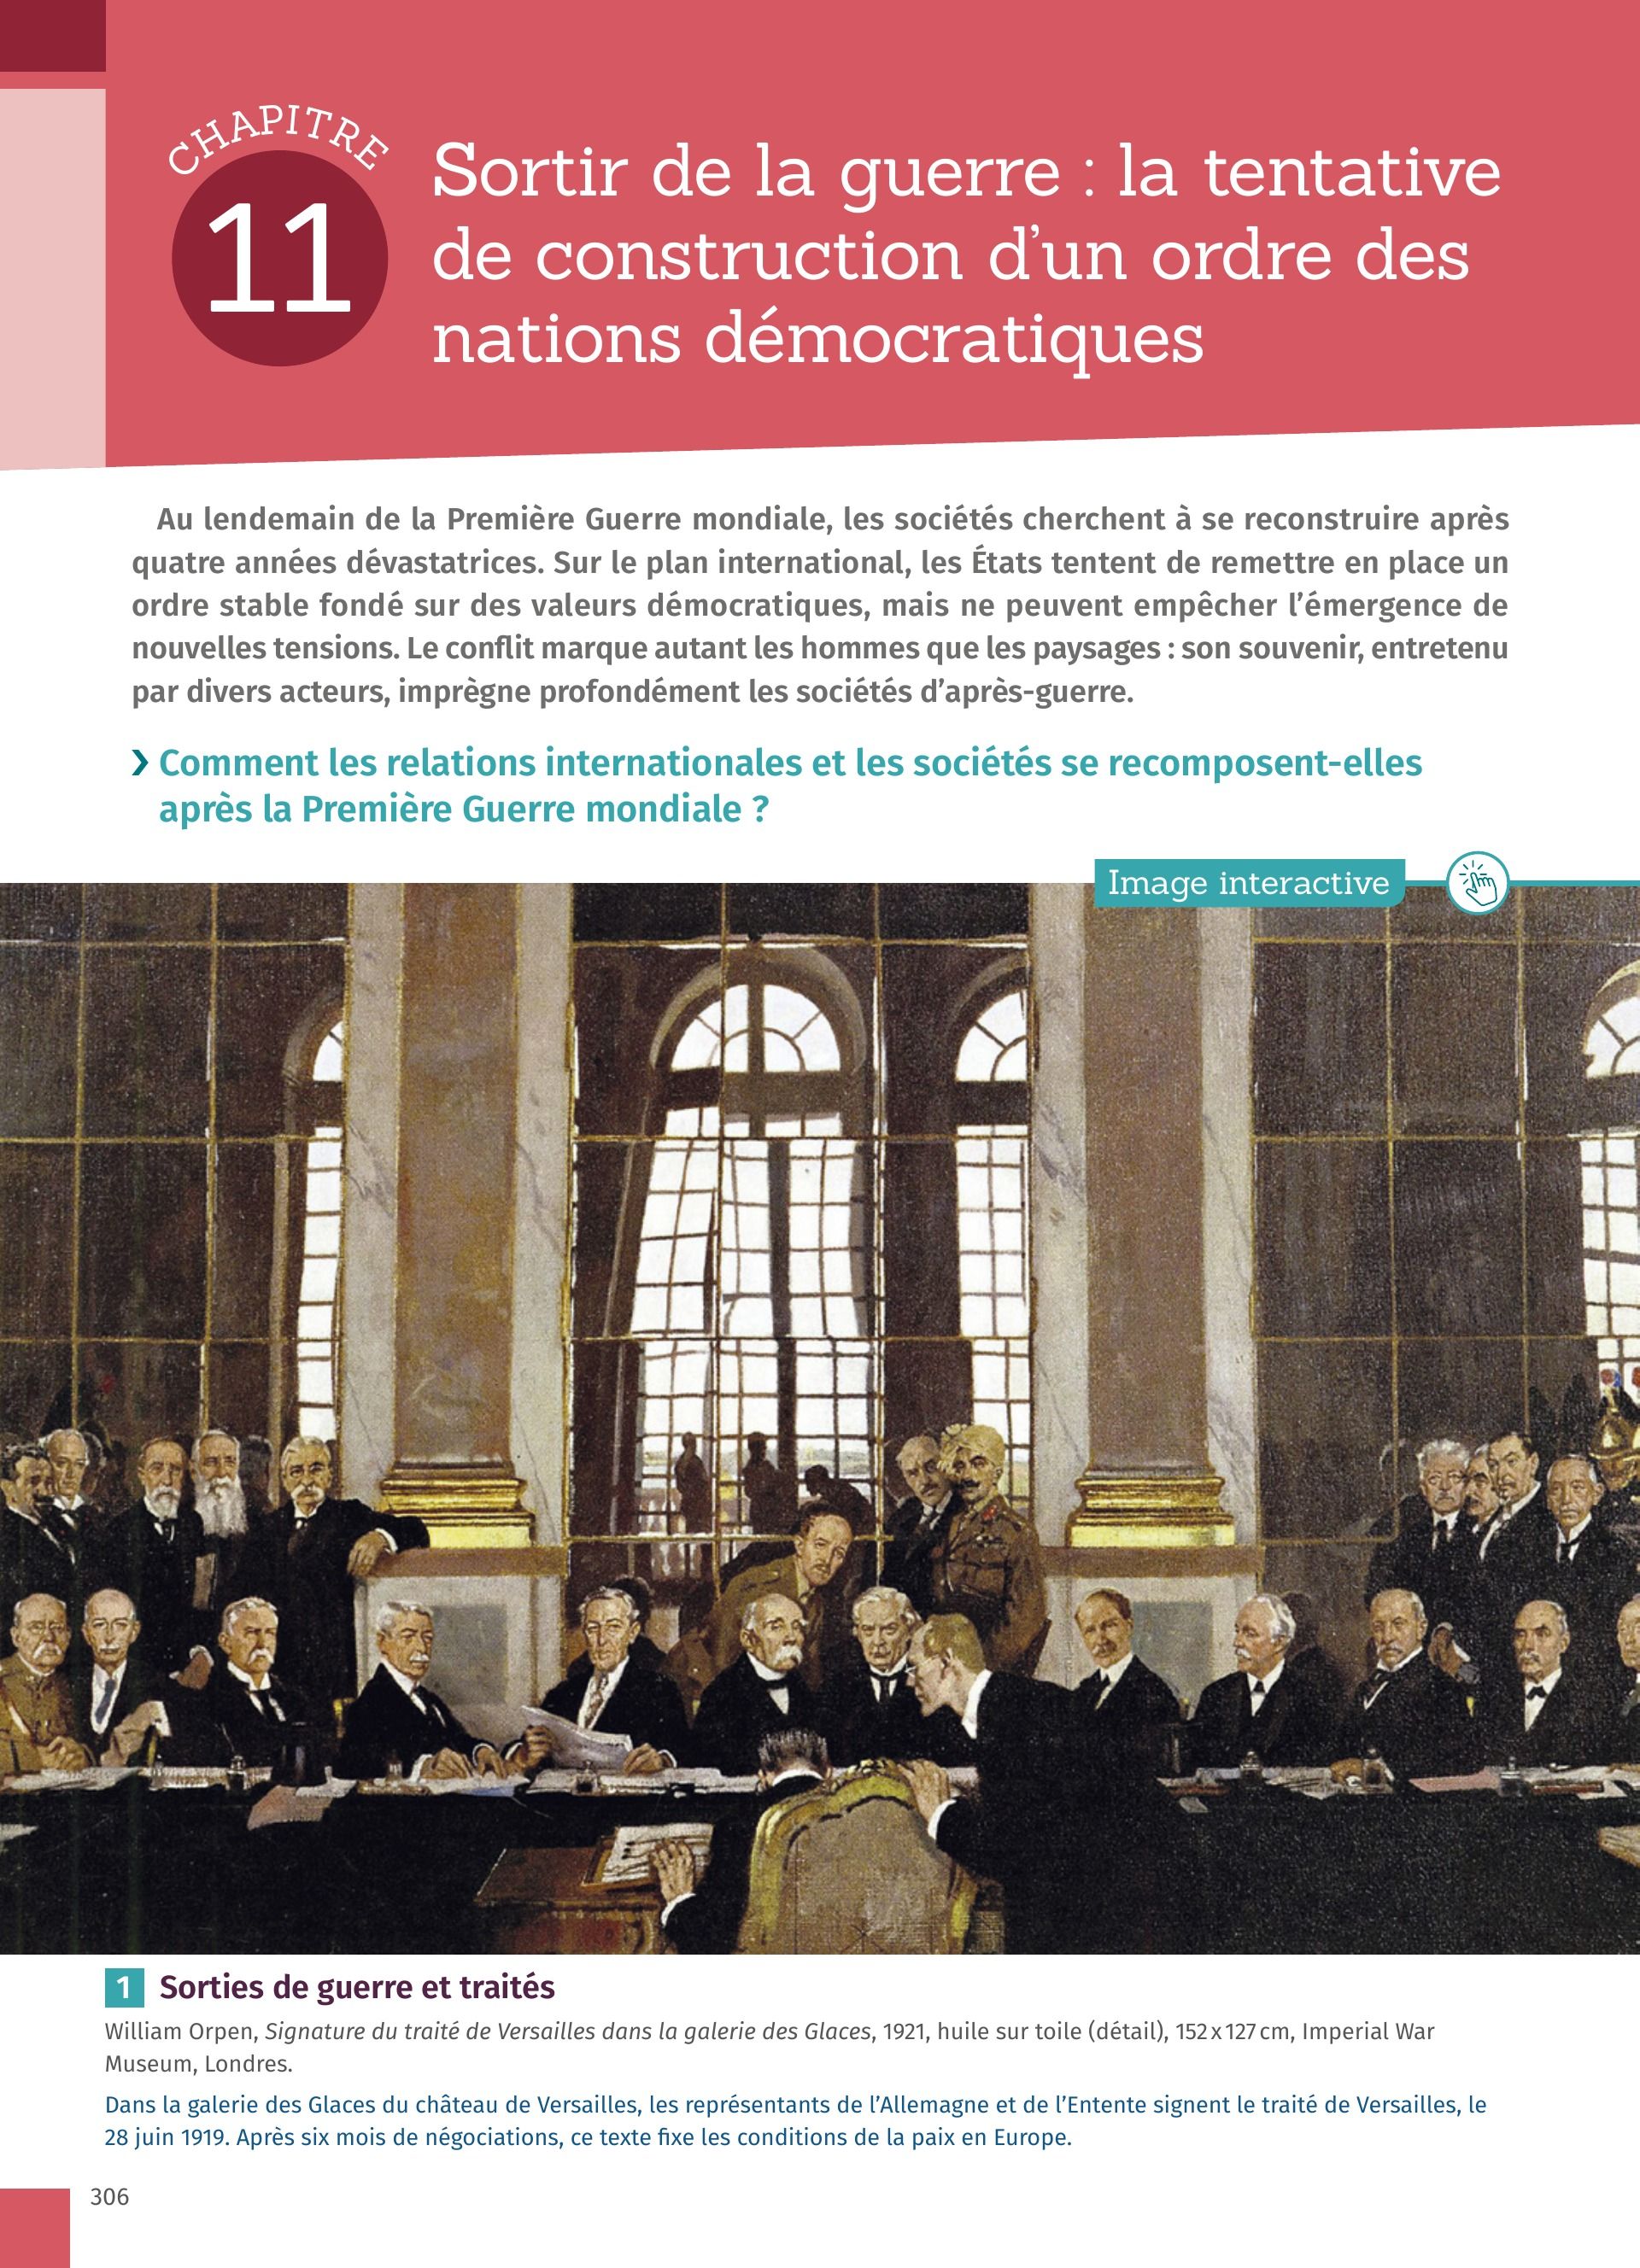 CHAPITRE
11
Sortir de la guerre : la tentative
de construction d’un ordre des
nations démocratiques
Au lendemain de la Première Guerre mondiale, les sociétés cherchent à se reconstruire après
quatre années dévastatrices. Sur le plan international, les États tentent de remettre en place un
ordre stable fondé sur des valeurs démocratiques, mais ne peuvent empêcher l’émergence de
nouvelles tensions. Le conflit marque autant les hommes que les paysages : son souvenir, entretenu
par divers acteurs, imprègne profondément les sociétés d’après-guerre.
› Comment les relations internationales et les sociétés se recomposent-elles
après la Première Guerre mondiale ?
Image interactive
1 Sorties de guerre et traités
William Orpen, Signature du traité de Versailles dans la galerie des Glaces, 1921, huile sur toile (détail), 152 x 127 cm, Imperial War
Museum, Londres.
Dans la galerie des Glaces du château de Versailles, les représentants de l’Allemagne et de l’Entente signent le traité de Versailles, le
28 juin 1919. Après six mois de négociations, ce texte fixe les conditions de la paix en Europe.
306